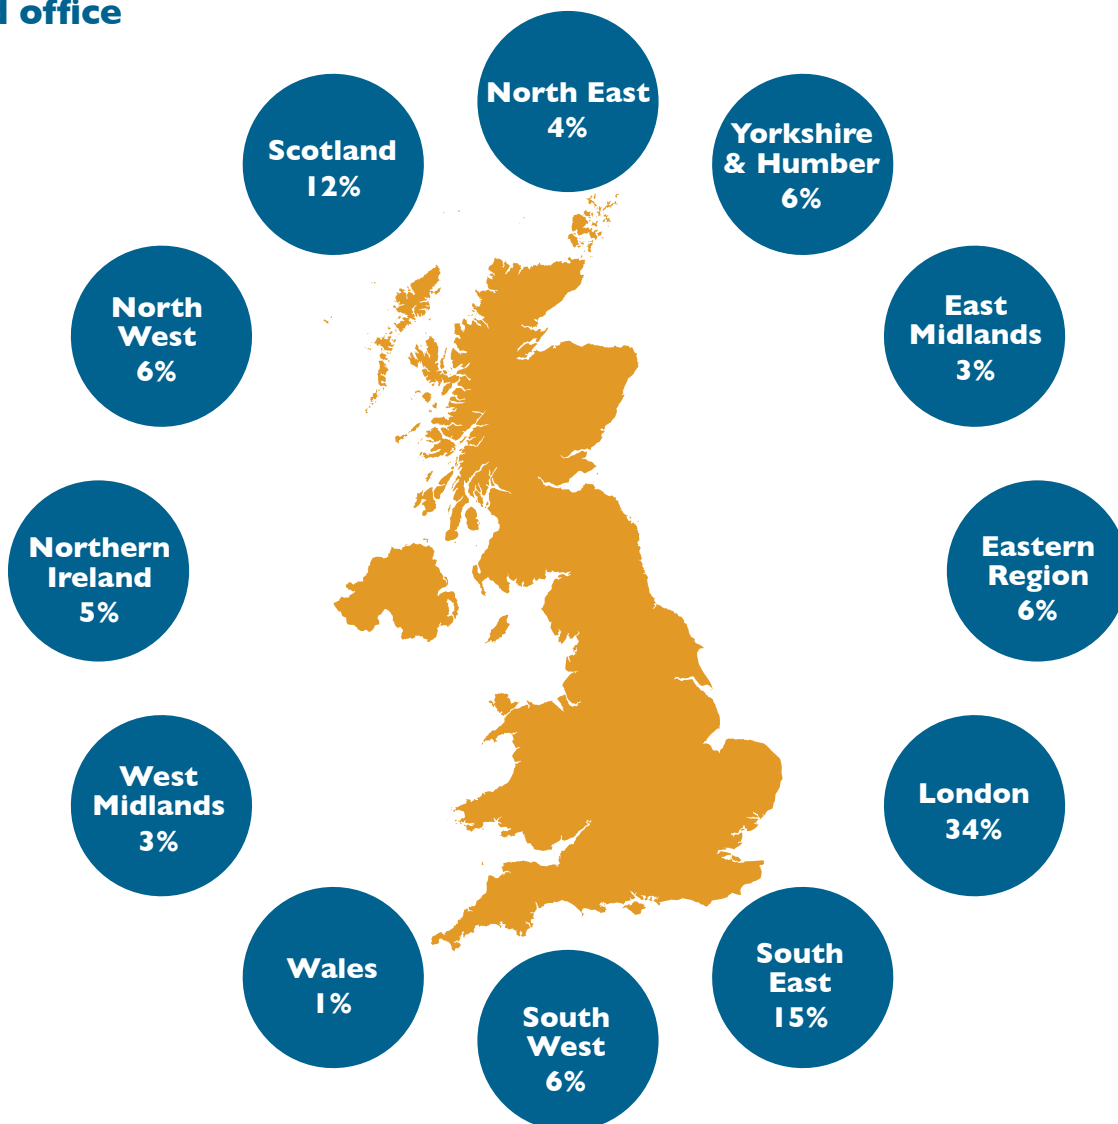 office
North East
4%
Yorkshire
& Humber
6%
East
Midlands
3%
Eastern
Region
6%
London
34%
South
East
15%
South
West
6%
Wales
1%
West
Midlands
3%
Northern
Ireland
5%
North
West
6%
Scotland
12%